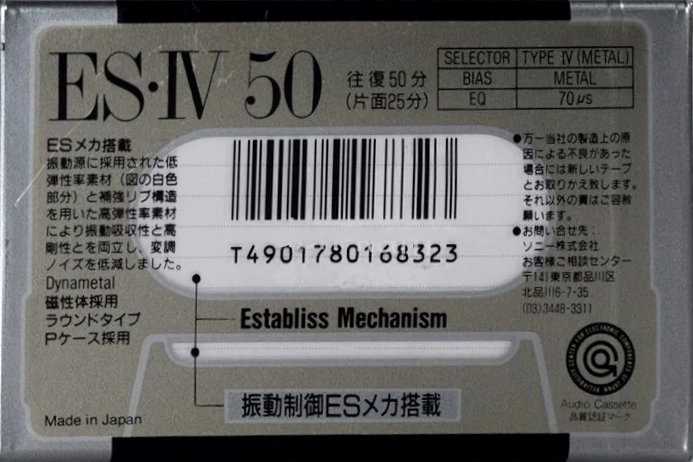 ES·IV 50
往復50分
(片面25分)
SELECTOR TYPE IV (METAL)
BIAS METAL
EQ 70μs
ESメカ搭載
振動源に採用された低
弾性率素材（図の白色
部分）と補強リブ構造
を用いた高弾性率素材
により振動吸収性と高
剛性とを両立し、変調
ノイズを低減しました。
Dynametal
磁性体採用
ラウンドタイプ
Pケース採用
T4901780168323
Establiss Mechanism
振動制御ESメカ搭載
●万一当社の製造上の原
因による不良があった
場合には新しいテープ
とお取りかえ致します。
それ以外の責はご容赦
願います。
●お問い合せ先：
ソニー株式会社
お客様ご相談センター
〒141 東京都品川区
北品川6-7-35
(03)3448-3311
Audio Cassette
品質認証マーク
Made in Japan